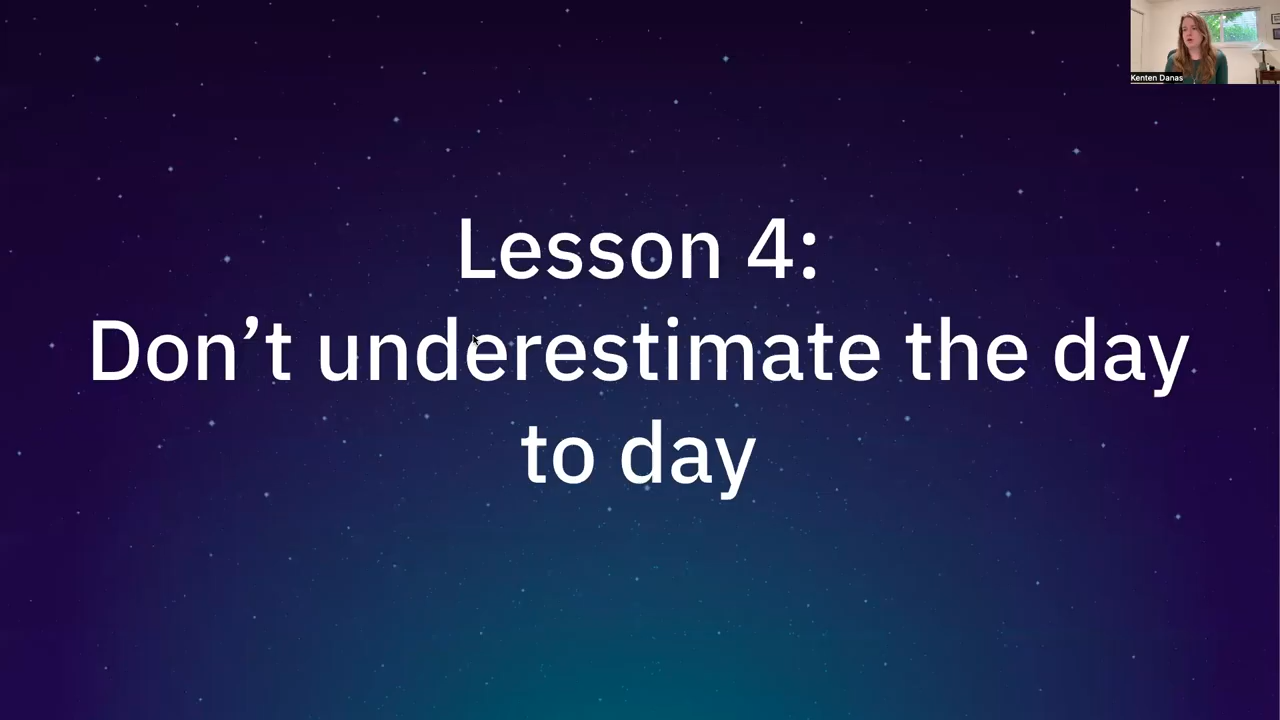 Kenten Danas
Lesson 4:
Don’t underestimate the day
to day